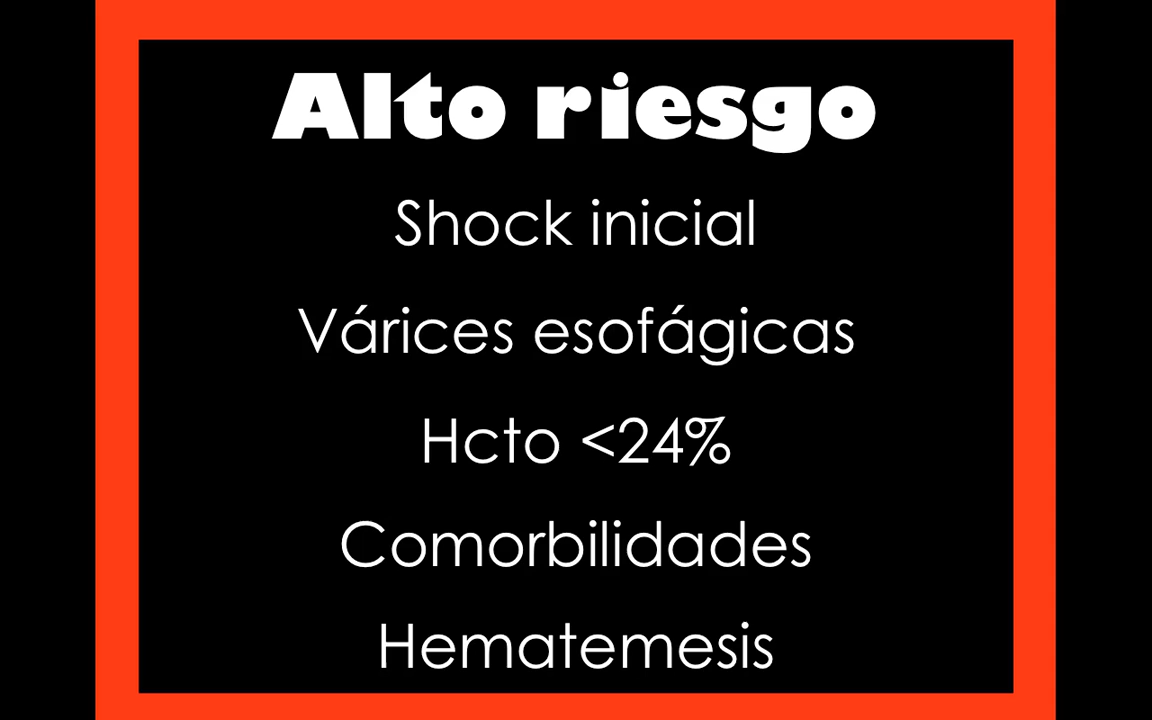 Alto riesgo
Shock inicial
Várices esofágicas
Hcto <24%
Comorbilidades
Hematemesis